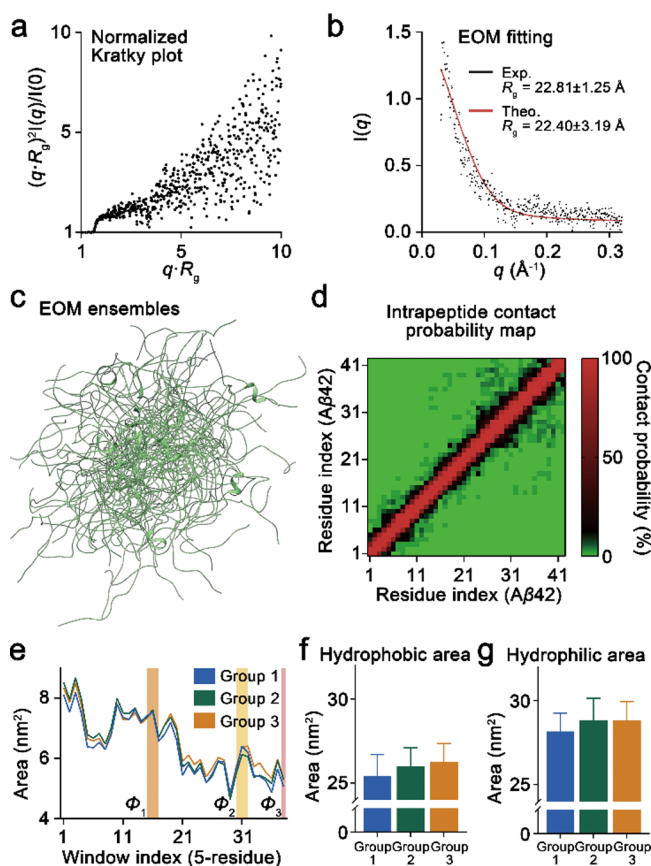 a
Normalized
Kratky plot
10
5
1
(q·Rg)²I(q)/I(0)
1
5
10
q·Rg
b
EOM fitting
1.5
1.0
0.5
0.0
I(q)
Exp.
Rg = 22.81±1.25 Å
Theo.
Rg = 22.40±3.19 Å
0.0
0.1
0.2
0.3
q (Å⁻¹)
c
EOM ensembles
d
Intrapeptide contact
probability map
41
31
21
11
1
Residue index (Aβ42)
1
11
21
31
41
Residue index (Aβ42)
100
50
0
Contact probability (%)
e
8
6
4
Area (nm²)
Group 1
Group 2
Group 3
Φ1
Φ2
Φ3
1
11
21
31
Window index (5-residue)
f
Hydrophobic area
30
25
0
Area (nm²)
Group
1
Group
2
Group
3
g
Hydrophilic area
30
25
0
Area (nm²)
Group
1
Group
2
Group
3